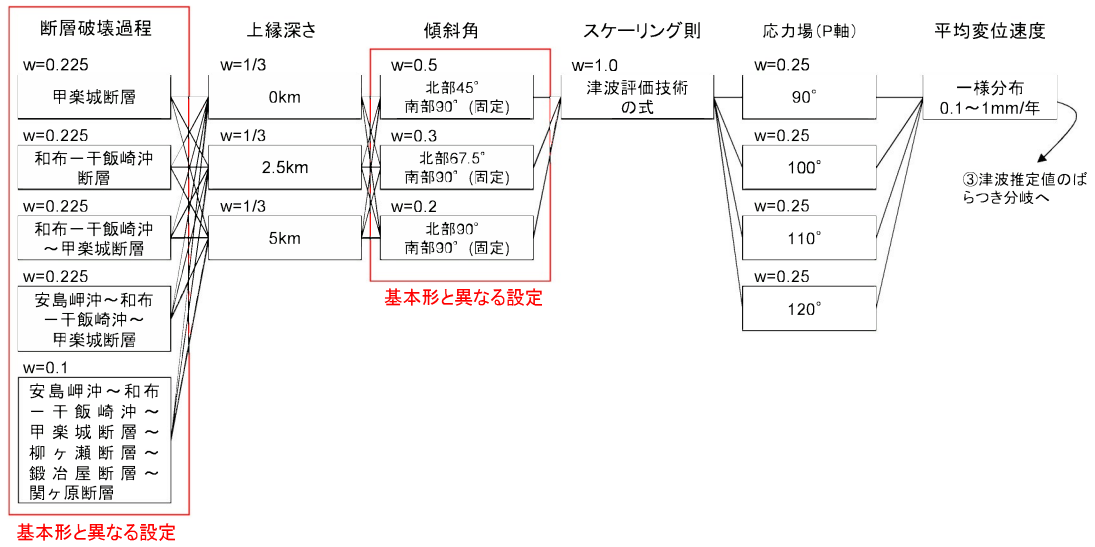 断層破壊過程
w=0.225
甲楽城断層
w=0.225
和布ー干飯崎沖
断層
w=0.225
和布ー干飯崎沖
～甲楽城断層
w=0.225
安島岬沖～和布
ー干飯崎沖～
甲楽城断層
w=0.1
安島岬沖～和布
ー干飯崎沖～
甲楽城断層～
柳ヶ瀬断層～
鍛冶屋断層～
関ヶ原断層
基本形と異なる設定
上縁深さ
w=1/3
0km
w=1/3
2.5km
w=1/3
5km
傾斜角
w=0.5
北部45°
南部90°(固定)
w=0.3
北部67.5°
南部90°(固定)
w=0.2
北部90°
南部90°(固定)
基本形と異なる設定
スケーリング則
w=1.0
津波評価技術
の式
応力場（P軸）
w=0.25
90°
w=0.25
100°
w=0.25
110°
w=0.25
120°
平均変位速度
一様分布
0.1～1mm/年
③津波推定値のば
らつき分岐へ